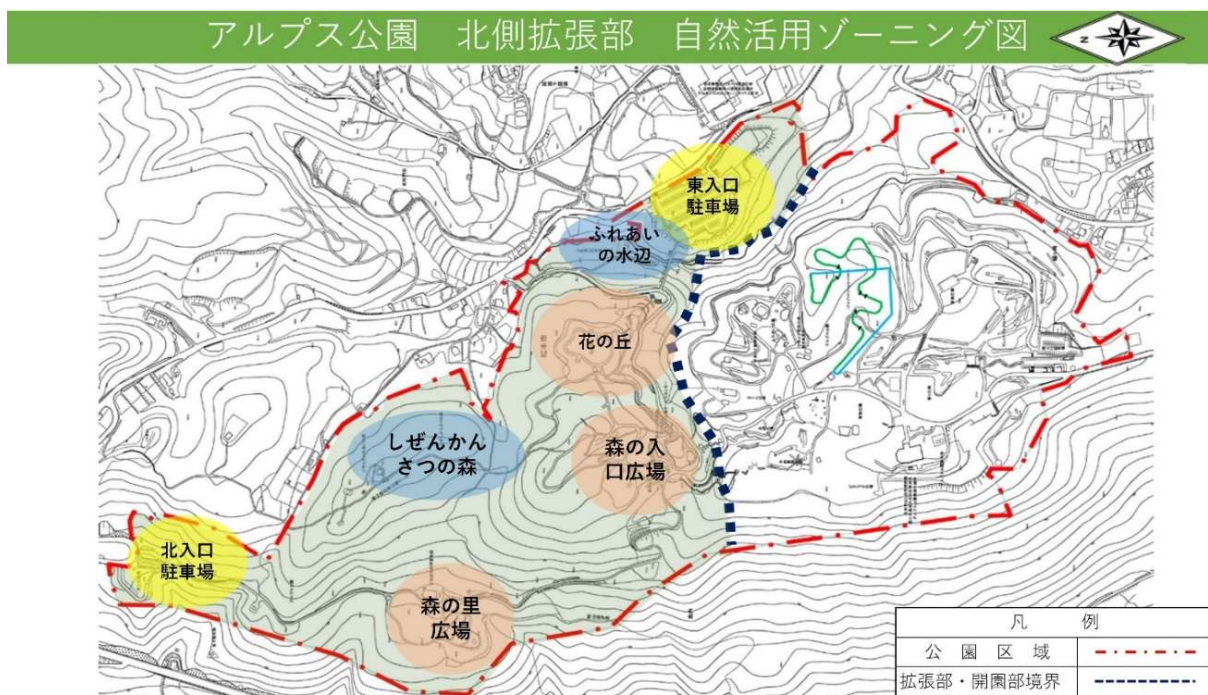 アルプス公園　北側拡張部　自然活用ゾーニング図
N
東入口
駐車場
ふれあい
の水辺
花の丘
しぜんかん
さつの森
森の入
口広場
北入口
駐車場
森の里
広場
凡　例
公　園　区　域
拡張部・開園部境界